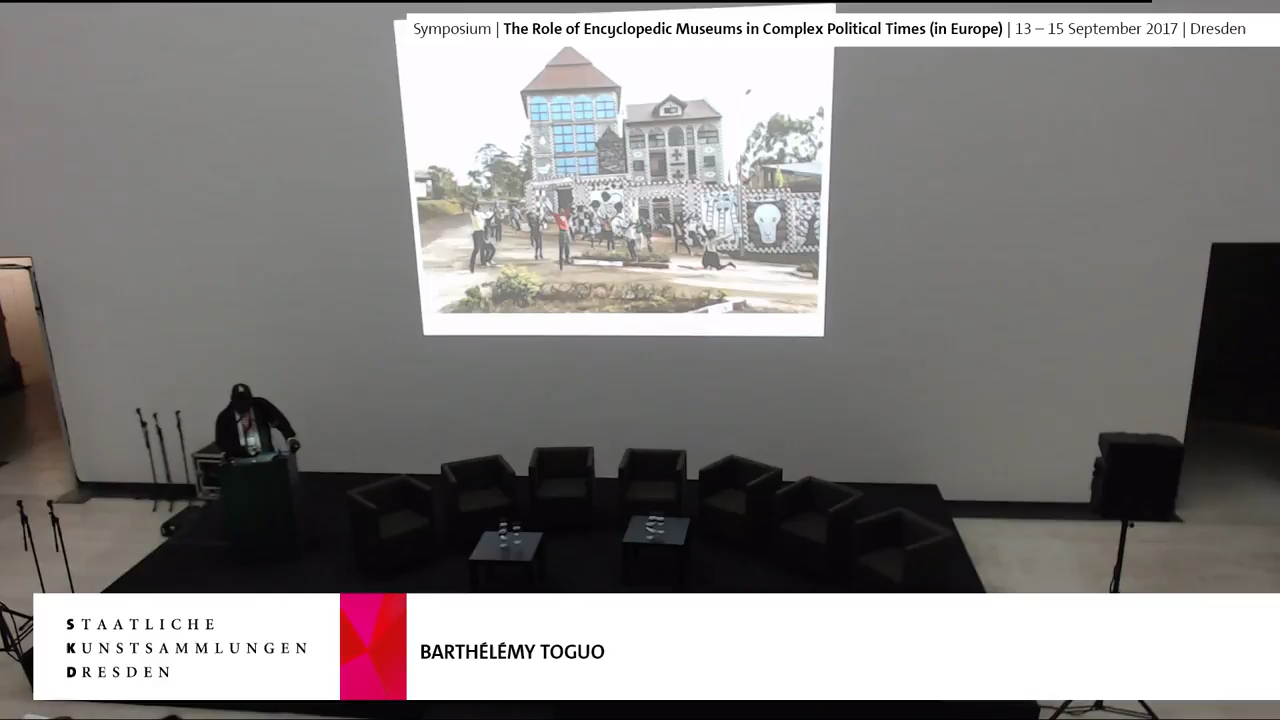 Symposium | The Role of Encyclopedic Museums in Complex Political Times (in Europe) | 13 – 15 September 2017 | Dresden
STAATLICHE
KUNSTSAMMLUNGEN
DRESDEN
BARTHÉLÉMY TOGUO